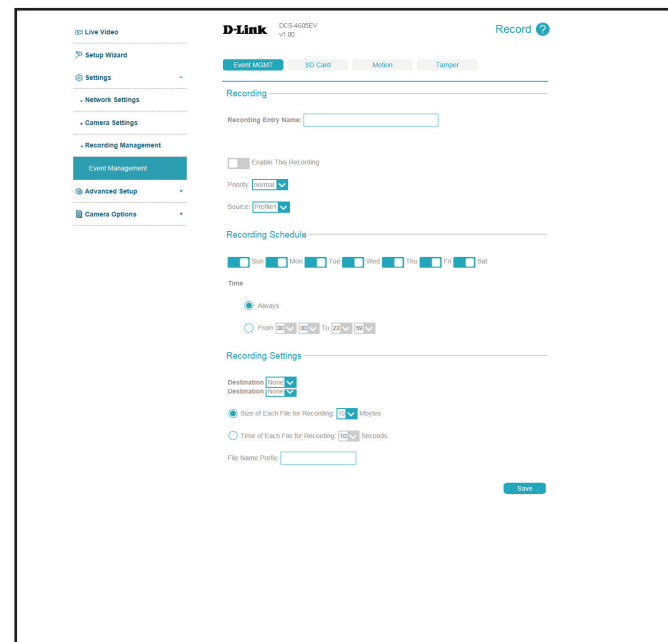 Live Video
Setup Wizard
Settings
Network Settings
Camera Settings
Recording Management
Event Management
Advanced Setup
Camera Options
D-Link
DCS-4605EV
v1.00
Record ?
Event MGMT SD Card Motion Tamper
Recording
Recording Entry Name:
Enable This Recording
Priority: normal
Source: Profile1
Recording Schedule
Sun Mon Tue Wed Thu Fri Sat
Time
Always
From 00 00 To 23 59
Recording Settings
Destination None
Destination None
Size of Each File for Recording: 10 Mbytes
Time of Each File for Recording: 10 Seconds
File Name Prefix:
Save